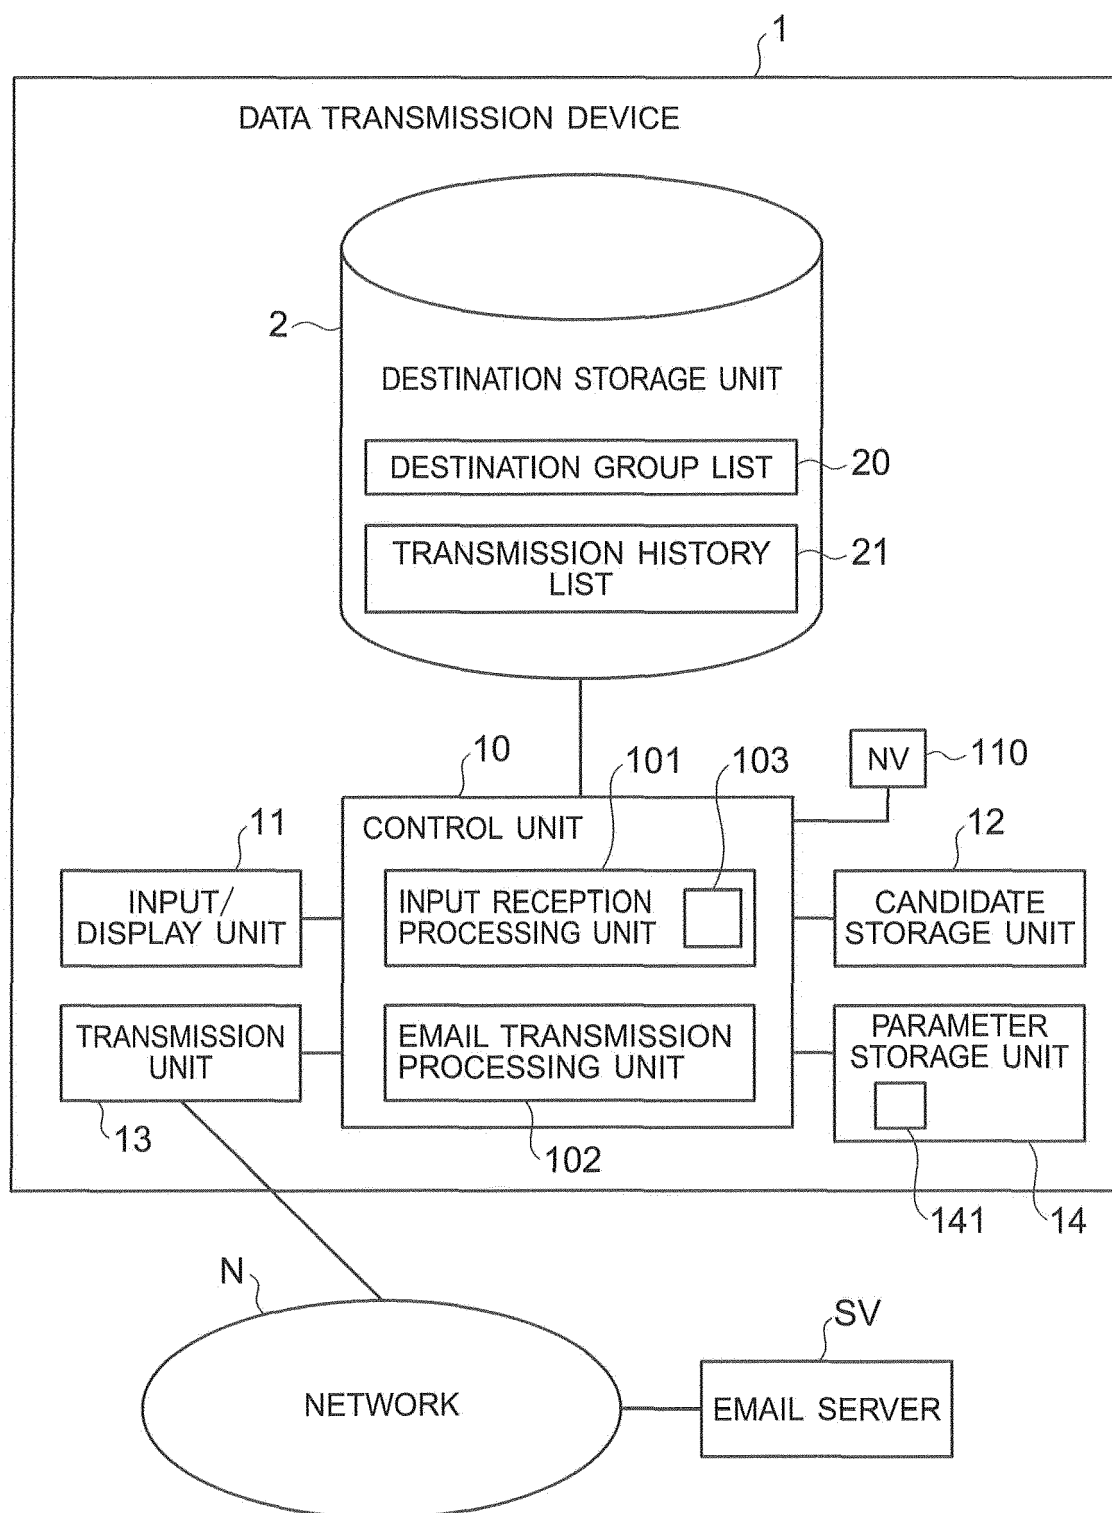 1
DATA TRANSMISSION DEVICE
2
DESTINATION STORAGE UNIT
DESTINATION GROUP LIST
20
TRANSMISSION HISTORY
LIST
21
10
101
103
NV
110
11
CONTROL UNIT
12
INPUT/
DISPLAY UNIT
INPUT RECEPTION
PROCESSING UNIT
CANDIDATE
STORAGE UNIT
TRANSMISSION
UNIT
EMAIL TRANSMISSION
PROCESSING UNIT
PARAMETER
STORAGE UNIT
13
102
141
14
N
NETWORK
SV
EMAIL SERVER